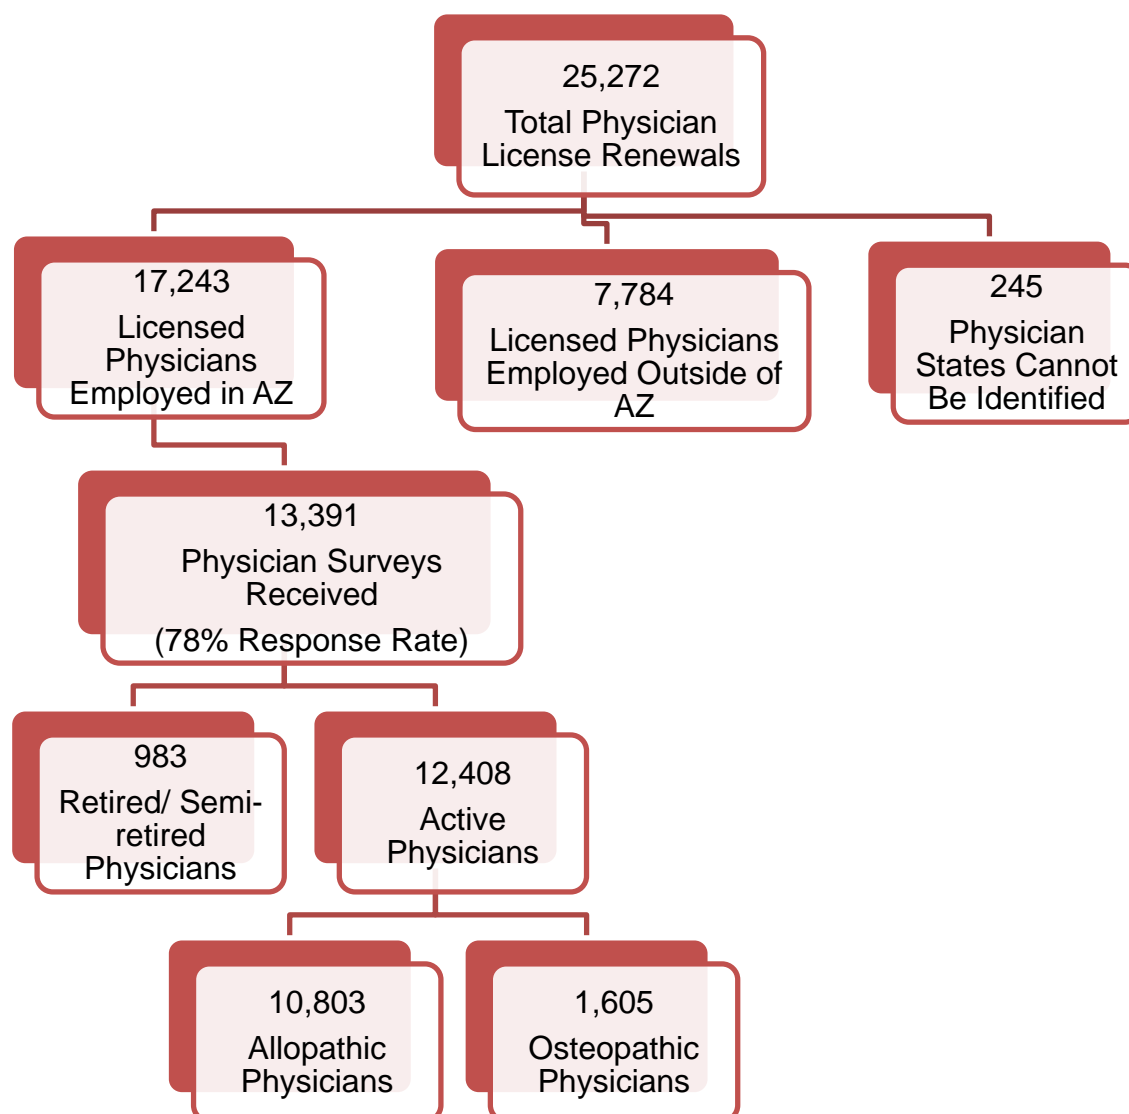 25,272
Total Physician
License Renewals
17,243
Licensed
Physicians
Employed in AZ
7,784
Licensed Physicians
Employed Outside of
AZ
245
Physician
States Cannot
Be Identified
13,391
Physician Surveys
Received
(78% Response Rate)
983
Retired/ Semi-
retired
Physicians
12,408
Active
Physicians
10,803
Allopathic
Physicians
1,605
Osteopathic
Physicians